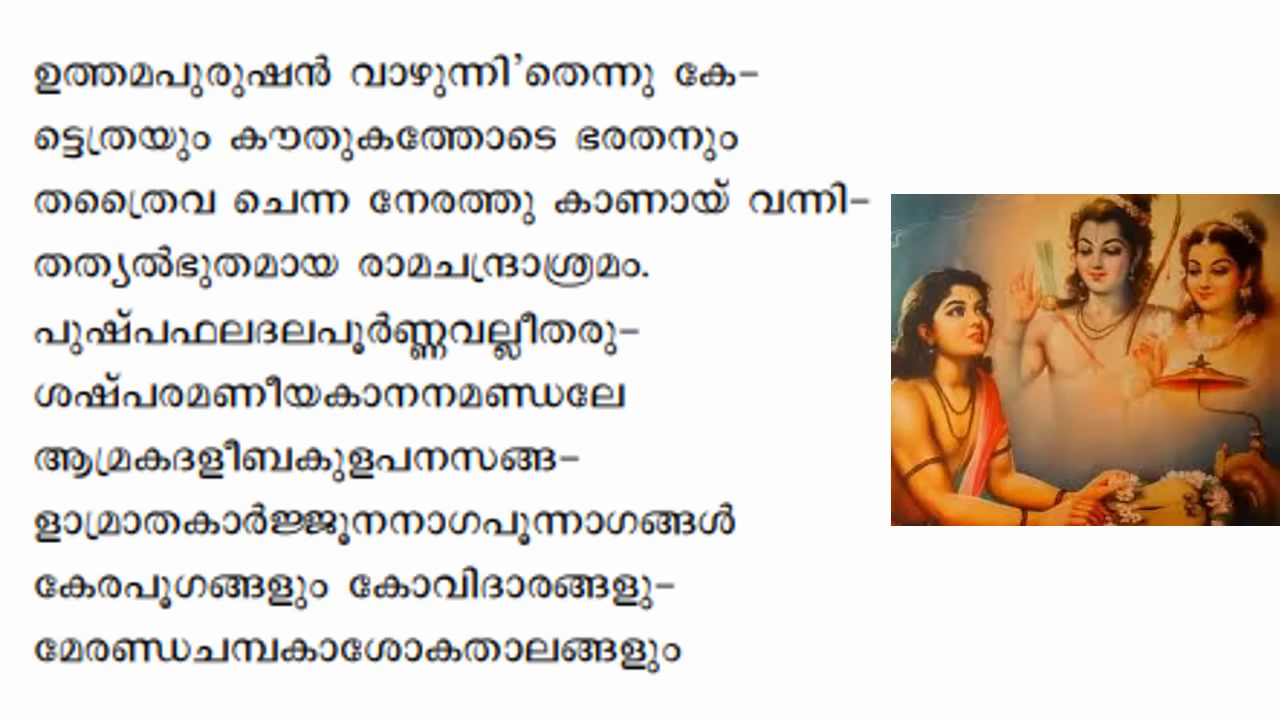 ഉത്തമപുരുഷൻ വാഴുന്നി'തെന്നു കേ-
ട്ടെത്രയും കൗതുകത്തോടെ ഭരതനും
തത്രൈവ ചെന്ന നേരത്തു കാണായ് വന്നി-
തത്യൽഭുതമായ രാമചന്ദ്രാശ്രമം.
പുഷ്പഫലദലപൂർണ്ണവല്ലീതരു-
ശഷ്പരമണീയകാനനമണ്ഡലേ
ആമ്രകദളീബകുളപനസങ്ങ-
ളാമ്രാതകാർജ്ജൂനനാഗപൂന്നാഗങ്ങൾ
കേരപൂഗങ്ങളും കോവിദാരങ്ങളു-
മേരണ്ഡചമ്പകാശോകതാലങ്ങളും